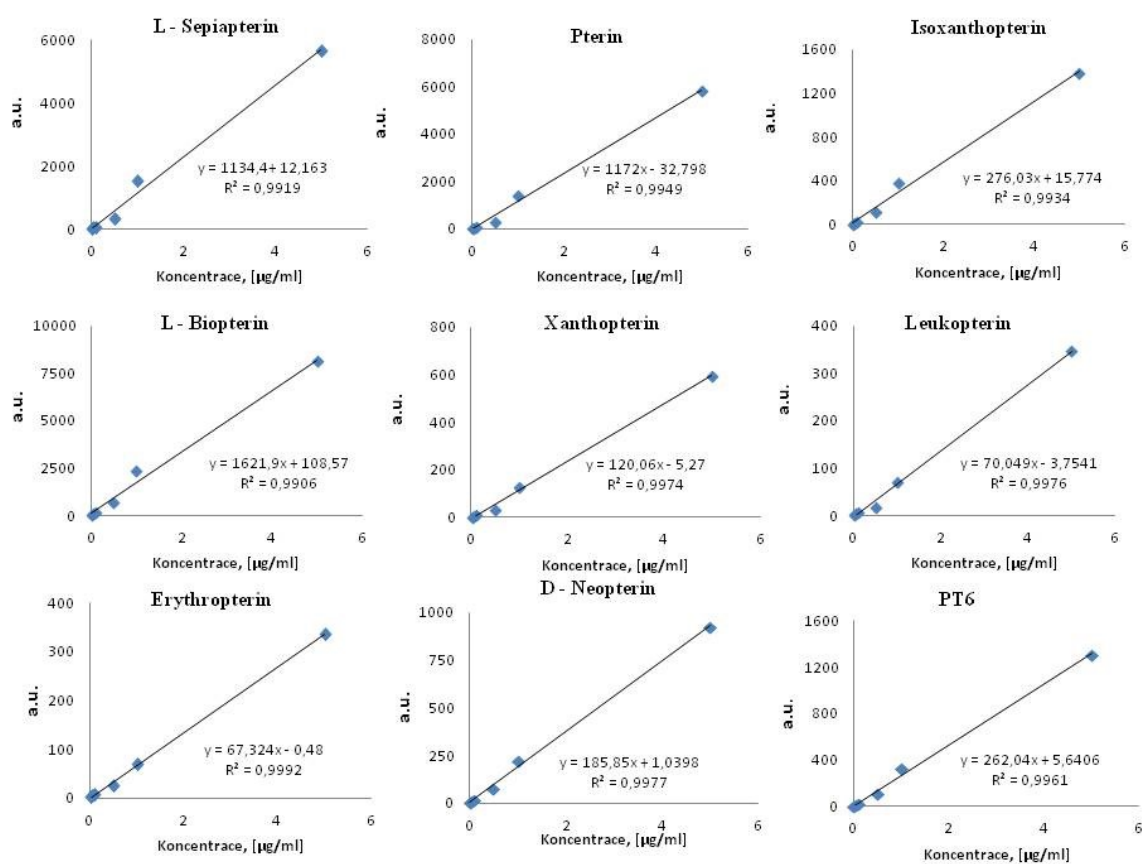 L - Sepiapterin
6000
4000
2000
0
a.u.
y = 1134,4+ 12,163
R² = 0,9919
0 2 4 6
Koncentrace, [µg/ml]
Pterin
8000
6000
4000
2000
0
a.u.
y = 1172x - 32,798
R² = 0,9949
0 2 4 6
Koncentrace, [µg/ml]
Isoxanthopterin
1600
1200
800
400
0
a.u.
y = 276,03x + 15,774
R² = 0,9934
0 2 4 6
Koncentrace, [µg/ml]
L - Biopterin
10000
7500
5000
2500
0
a.u.
y = 1621,9x + 108,57
R² = 0,9906
0 2 4 6
Koncentrace, [µg/ml]
Xanthopterin
800
600
400
200
0
a.u.
y = 120,06x - 5,27
R² = 0,9974
0 2 4 6
Koncentrace, [µg/ml]
Leukopterin
400
300
200
100
0
a.u.
y = 70,049x - 3,7541
R² = 0,9976
0 2 4 6
Koncentrace, [µg/ml]
Erythropterin
400
300
200
100
0
a.u.
y = 67,324x - 0,48
R² = 0,9992
0 2 4 6
Koncentrace, [µg/ml]
D - Neopterin
1000
750
500
250
0
a.u.
y = 185,85x + 1,0398
R² = 0,9977
0 2 4 6
Koncentrace, [µg/ml]
PT6
1600
1200
800
400
0
a.u.
y = 262,04x + 5,6406
R² = 0,9961
0 2 4 6
Koncentrace, [µg/ml]